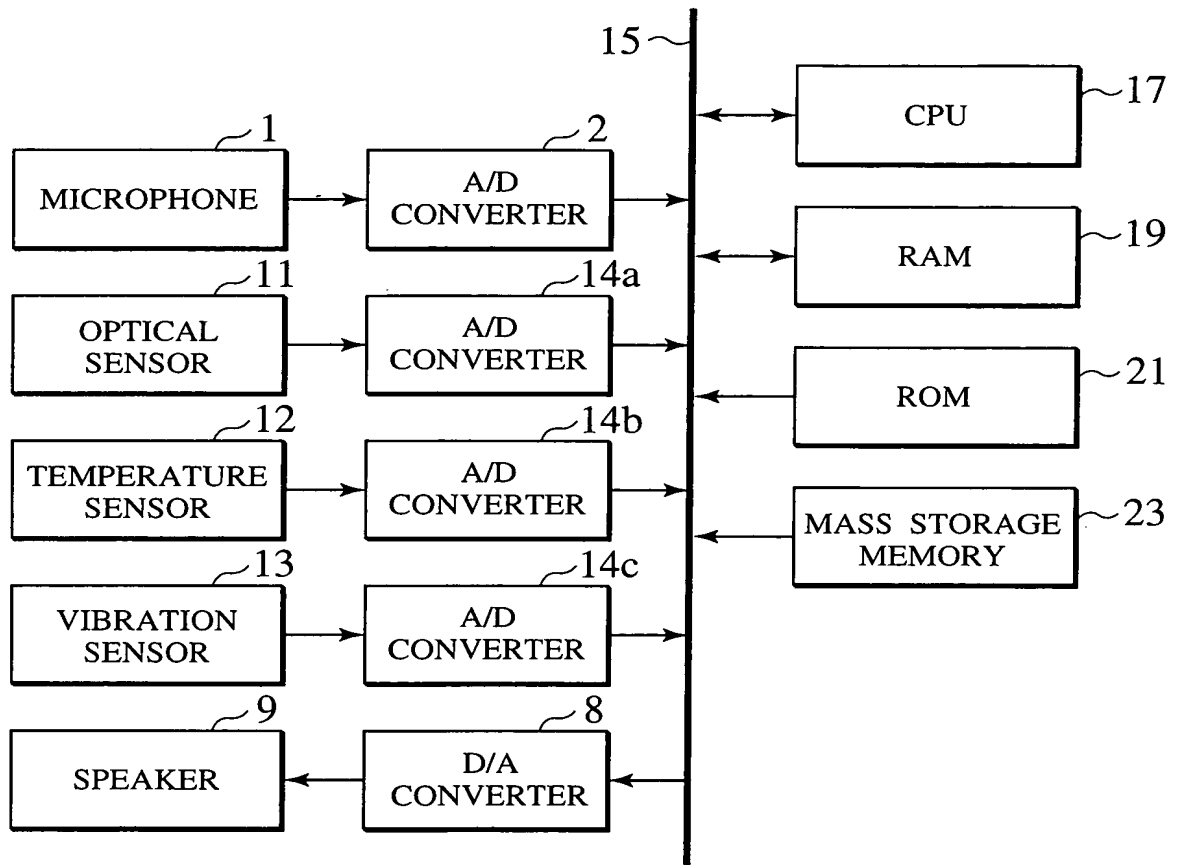 15
17
CPU
1
2
MICROPHONE
A/D
CONVERTER
19
RAM
11
14a
OPTICAL
SENSOR
A/D
CONVERTER
21
ROM
12
14b
TEMPERATURE
SENSOR
A/D
CONVERTER
23
MASS STORAGE
MEMORY
13
14c
VIBRATION
SENSOR
A/D
CONVERTER
9
8
SPEAKER
D/A
CONVERTER